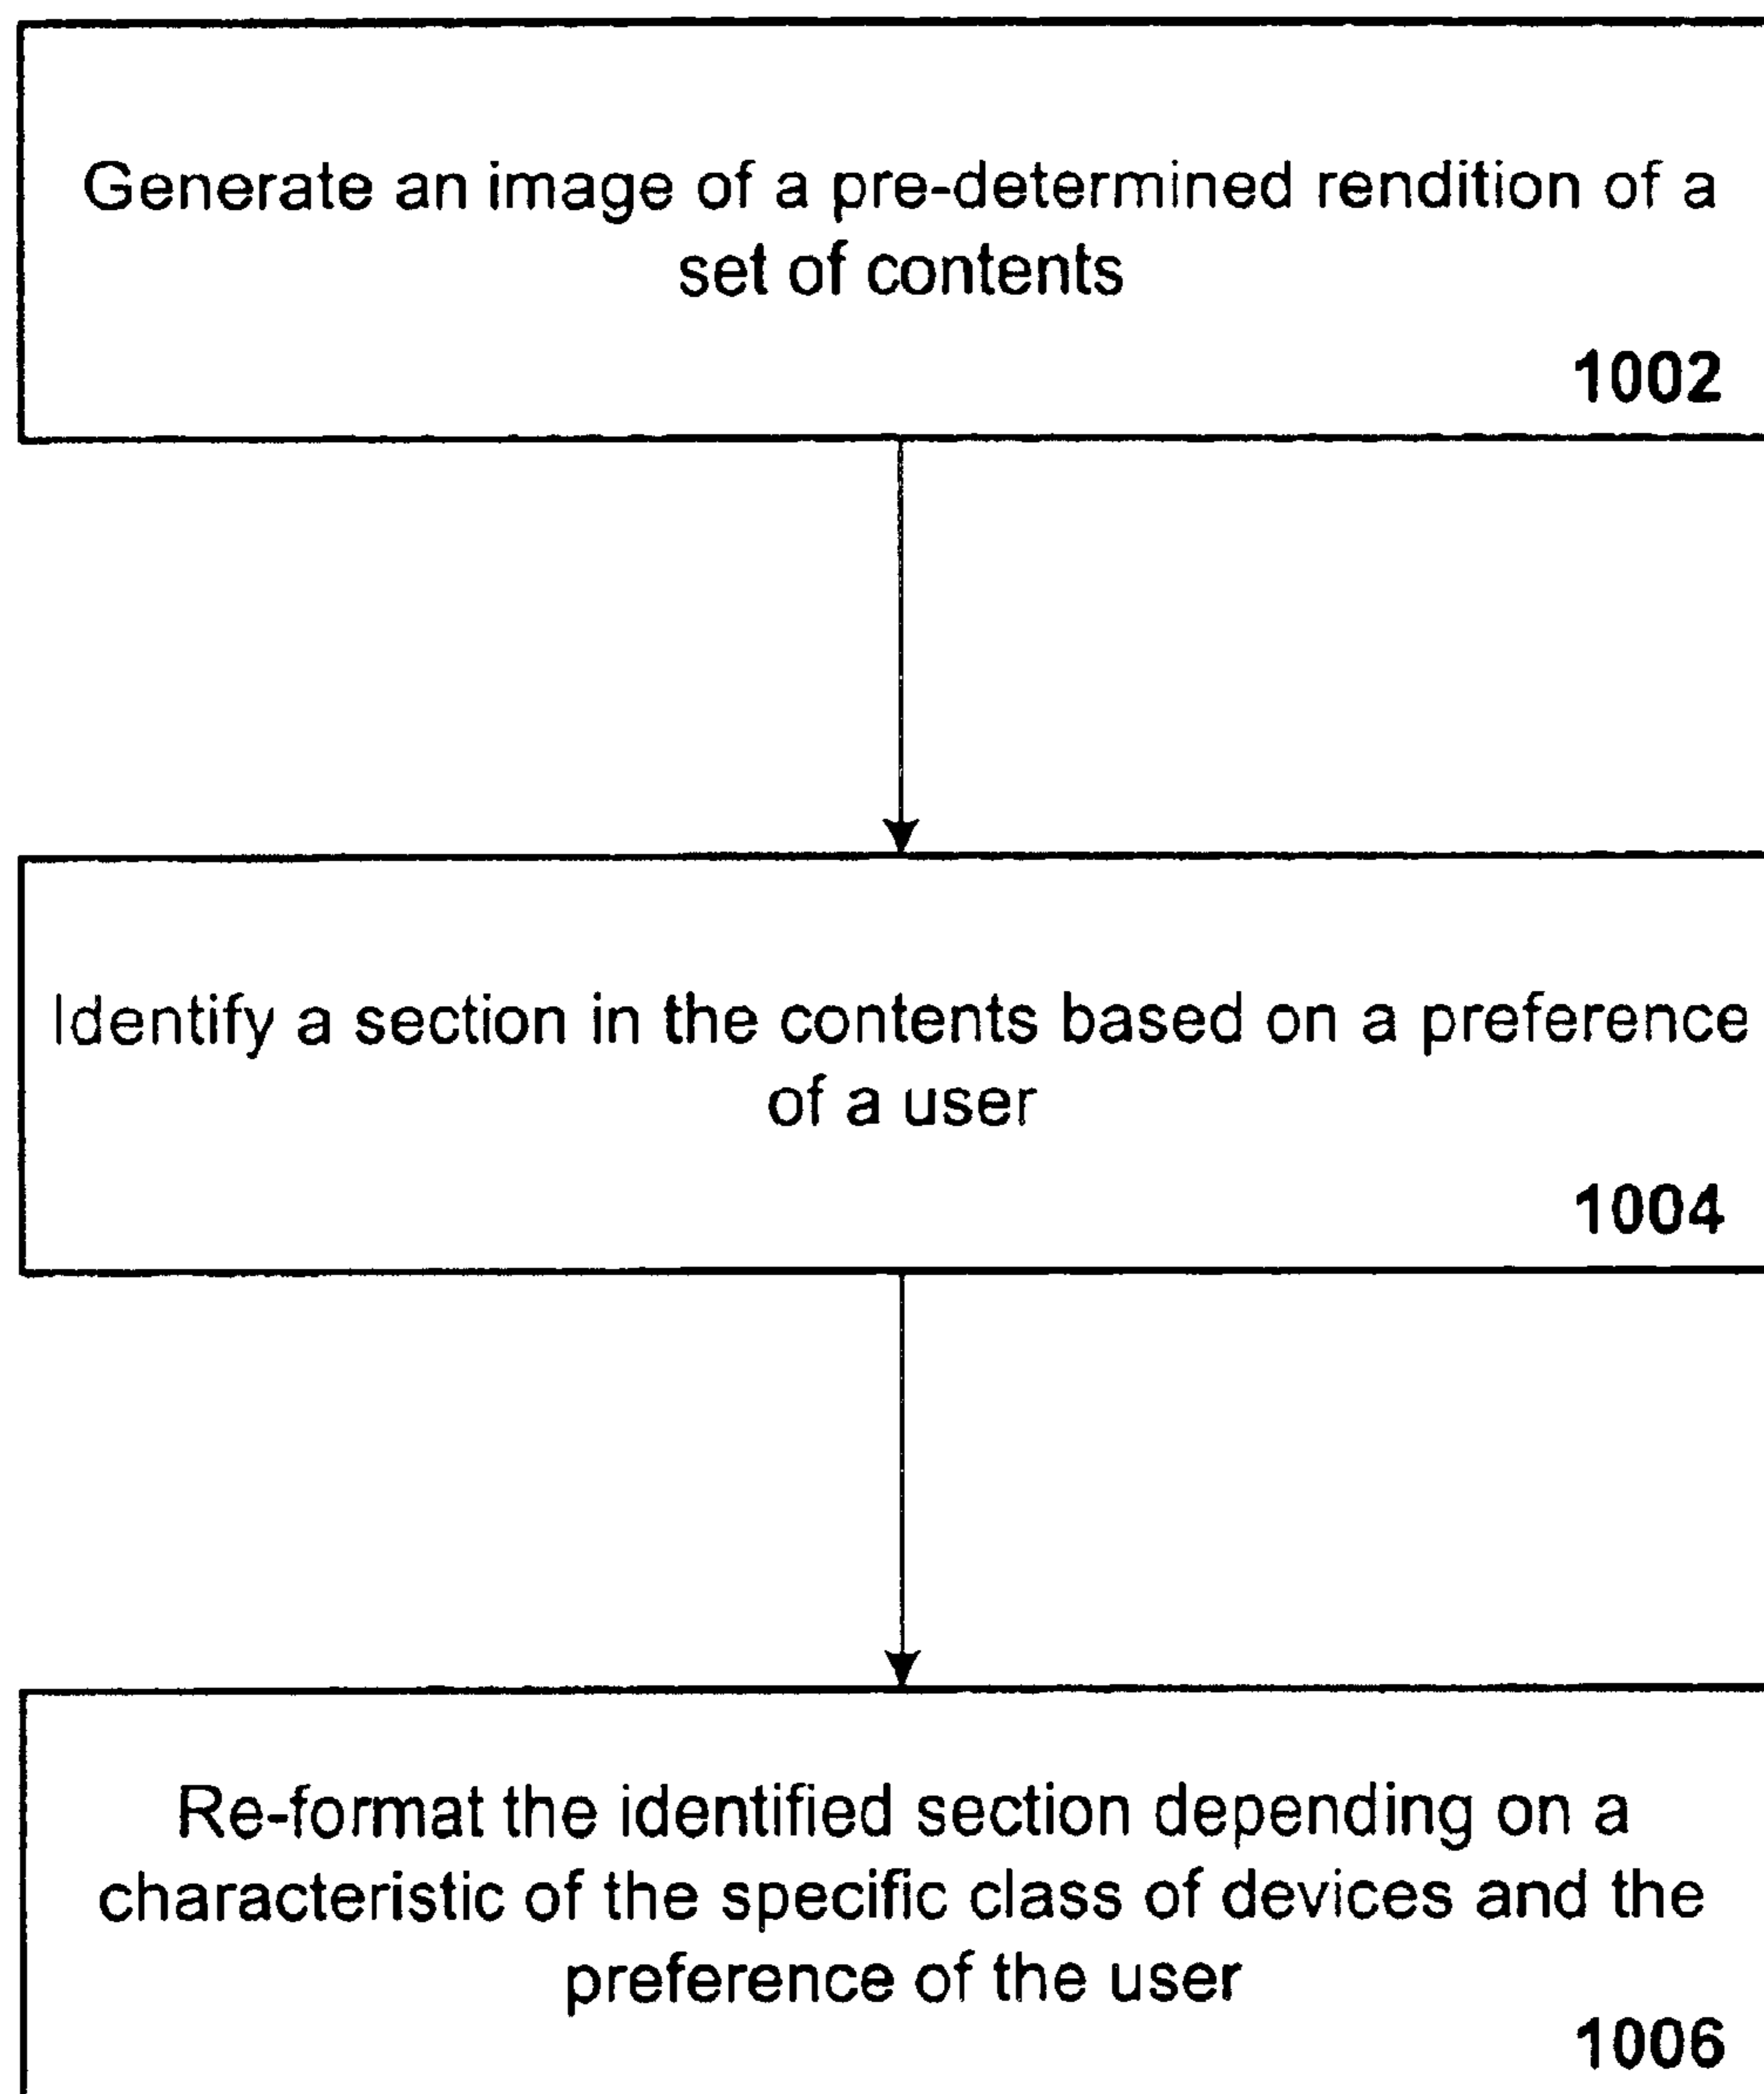 Generate an image of a pre-determined rendition of a
set of contents
1002
Identify a section in the contents based on a preference
of a user
1004
Re-format the identified section depending on a
characteristic of the specific class of devices and the
preference of the user
1006